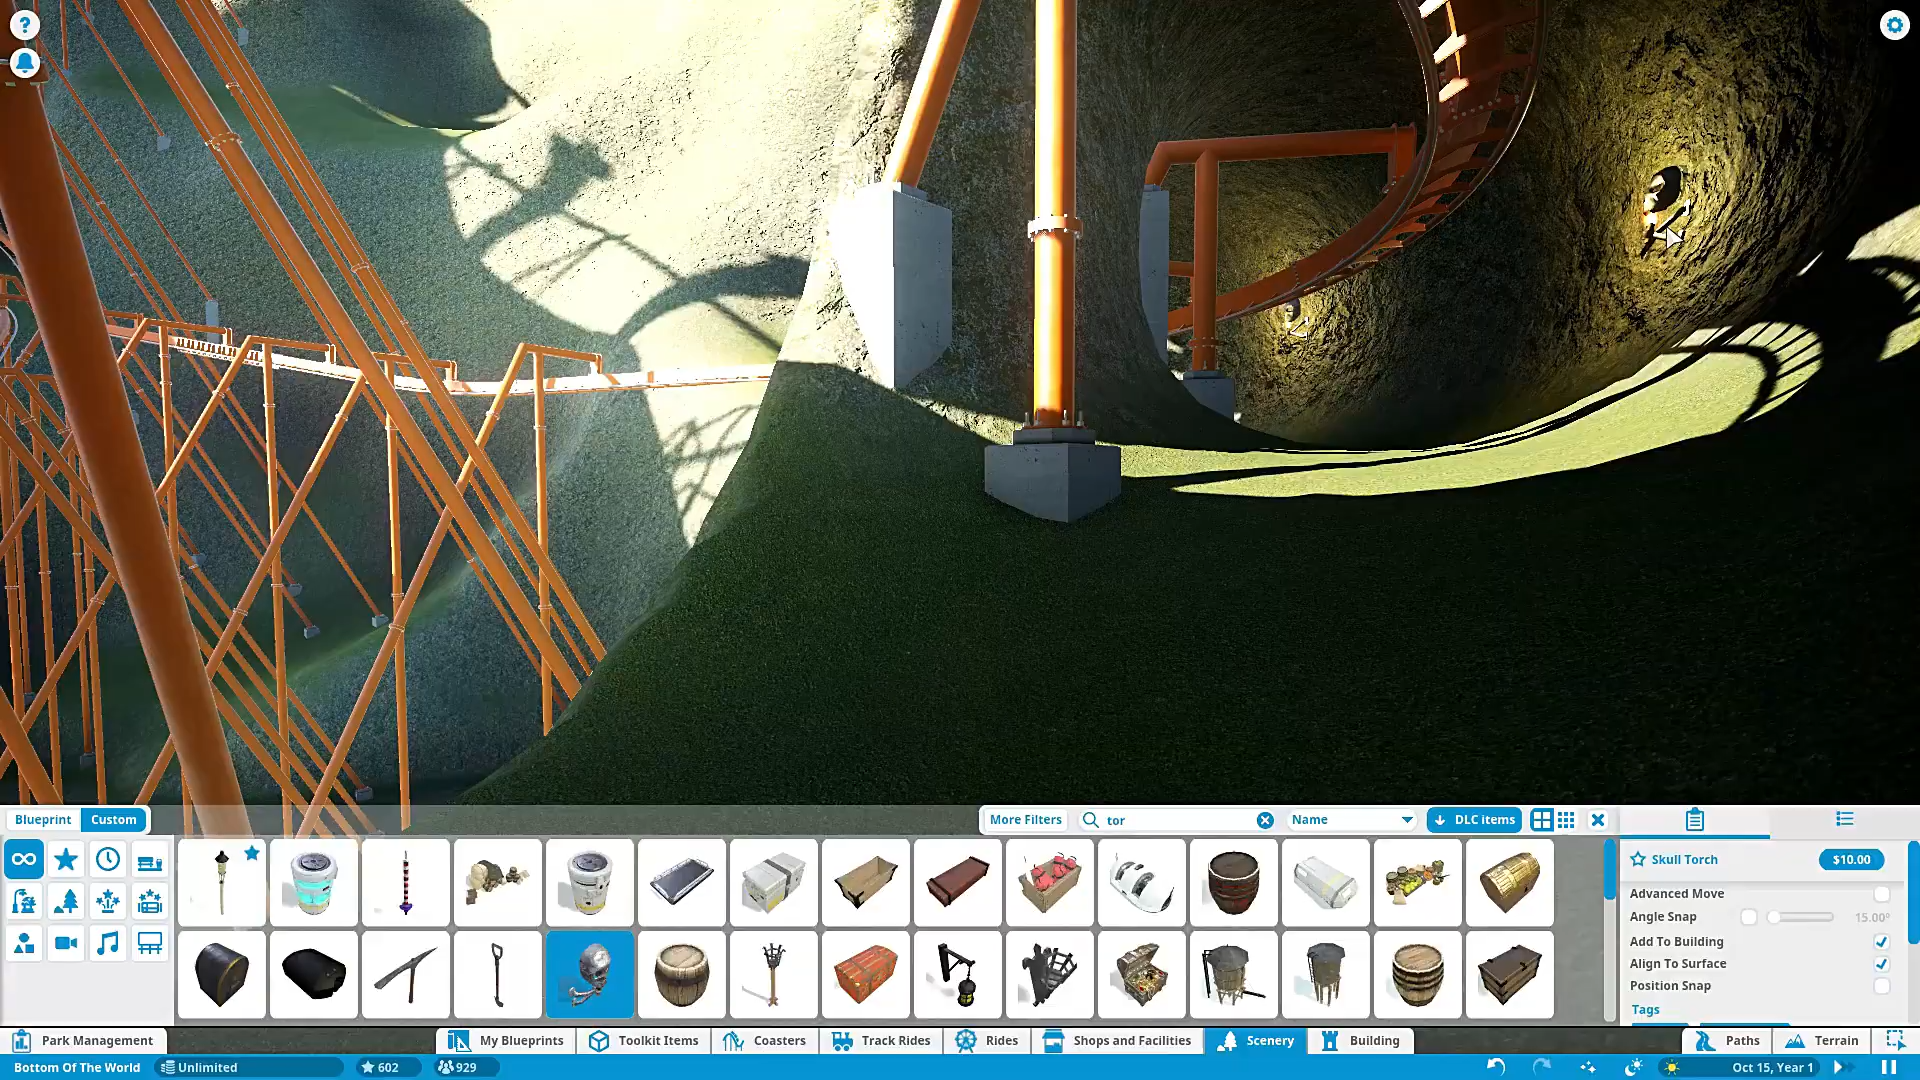 ?
Blueprint
Custom
More Filters
tor
Name
DLC items
Skull Torch
$10.00
Advanced Move
Angle Snap
15.00°
Add To Building
Align To Surface
Position Snap
Tags
Park Management
My Blueprints
Toolkit Items
Coasters
Track Rides
Rides
Shops and Facilities
Scenery
Building
Paths
Terrain
Bottom Of The World
Unlimited
602
929
Oct 15, Year 1